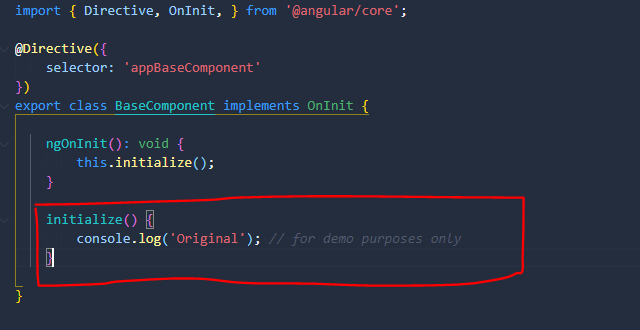 import { Directive, OnInit, } from '@angular/core';
@Directive({
selector: 'appBaseComponent'
})
export class BaseComponent implements OnInit {
ngOnInit(): void {
this.initialize();
}
initialize() {
console.log('Original'); // for demo purposes only
}
}